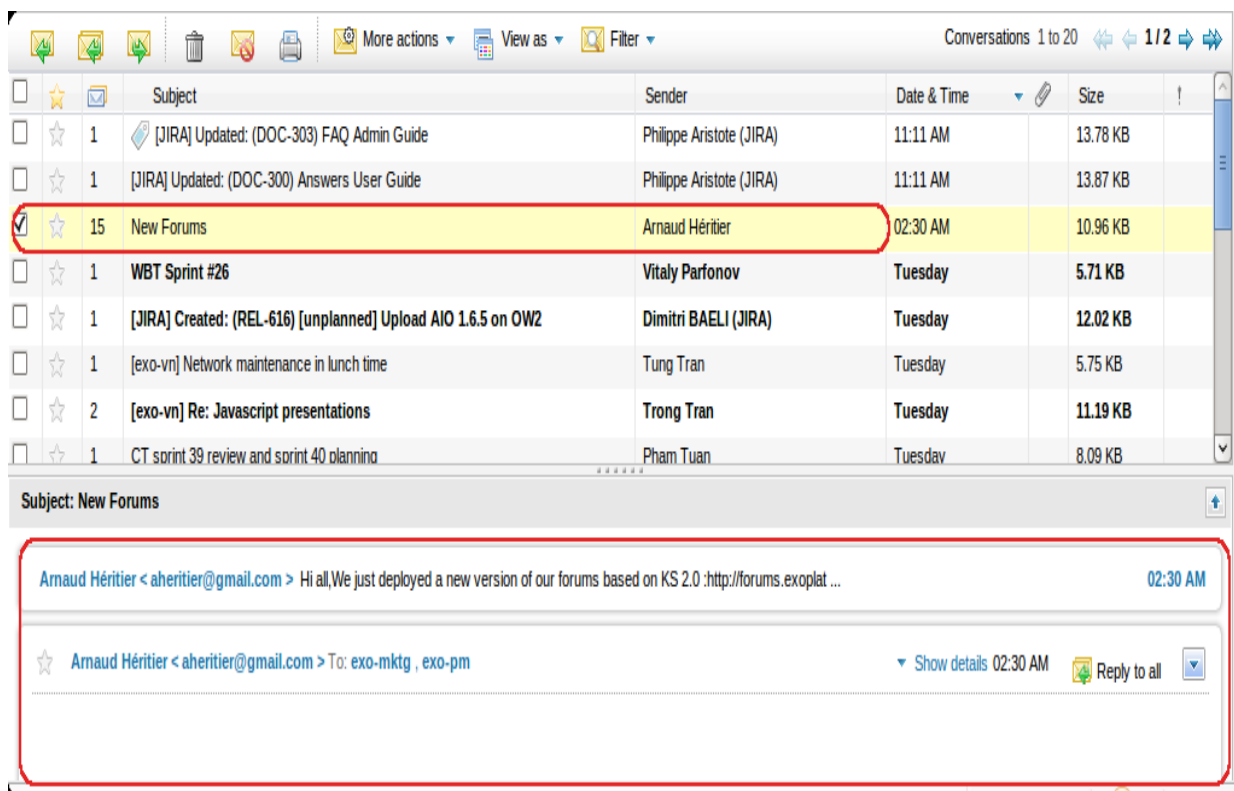 More actions View as Filter Conversations 1 to 20 1 / 2
Subject Sender Date & Time Size !
1 [JIRA] Updated: (DOC-303) FAQ Admin Guide Philippe Aristote (JIRA) 11:11 AM 13.78 KB
1 [JIRA] Updated: (DOC-300) Answers User Guide Philippe Aristote (JIRA) 11:11 AM 13.87 KB
15 New Forums Arnaud Héritier 02:30 AM 10.96 KB
1 WBT Sprint #26 Vitaly Parfonov Tuesday 5.71 KB
1 [JIRA] Created: (REL-616) [unplanned] Upload AIO 1.6.5 on OW2 Dimitri BAELI (JIRA) Tuesday 12.02 KB
1 [exo-vn] Network maintenance in lunch time Tung Tran Tuesday 5.75 KB
2 [exo-vn] Re: Javascript presentations Trong Tran Tuesday 11.19 KB
1 CT sprint 39 review and sprint 40 planning Pham Tuan Tuesday 8.09 KB
Subject: New Forums
Arnaud Héritier < aheritier@gmail.com > Hi all,We just deployed a new version of our forums based on KS 2.0 :http://forums.exoplat ... 02:30 AM
Arnaud Héritier < aheritier@gmail.com > To: exo-mktg , exo-pm Show details 02:30 AM Reply to all